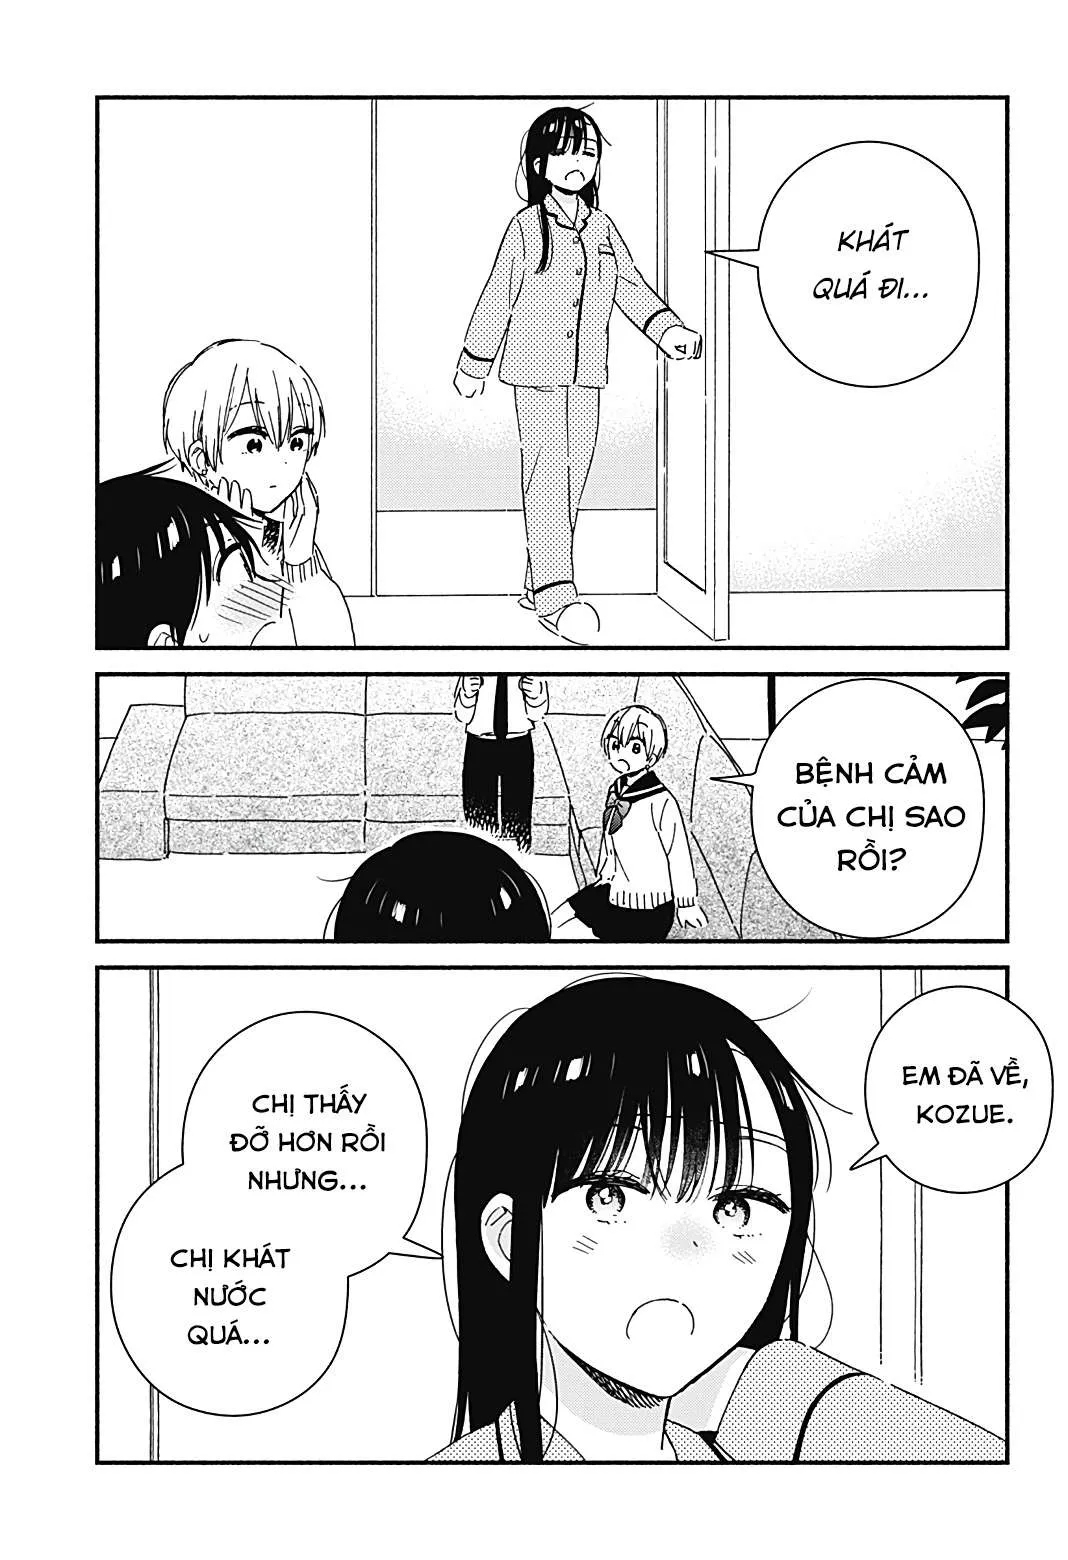 KHÁT
QUÁ ĐI...
BỆNH CẢM
CỦA CHỊ SAO
RỒI?
EM ĐÃ VỀ,
KOZUE.
CHỊ THẤY
ĐỠ HƠN RỒI
NHƯNG...
CHỊ KHÁT
NƯỚC
QUÁ...